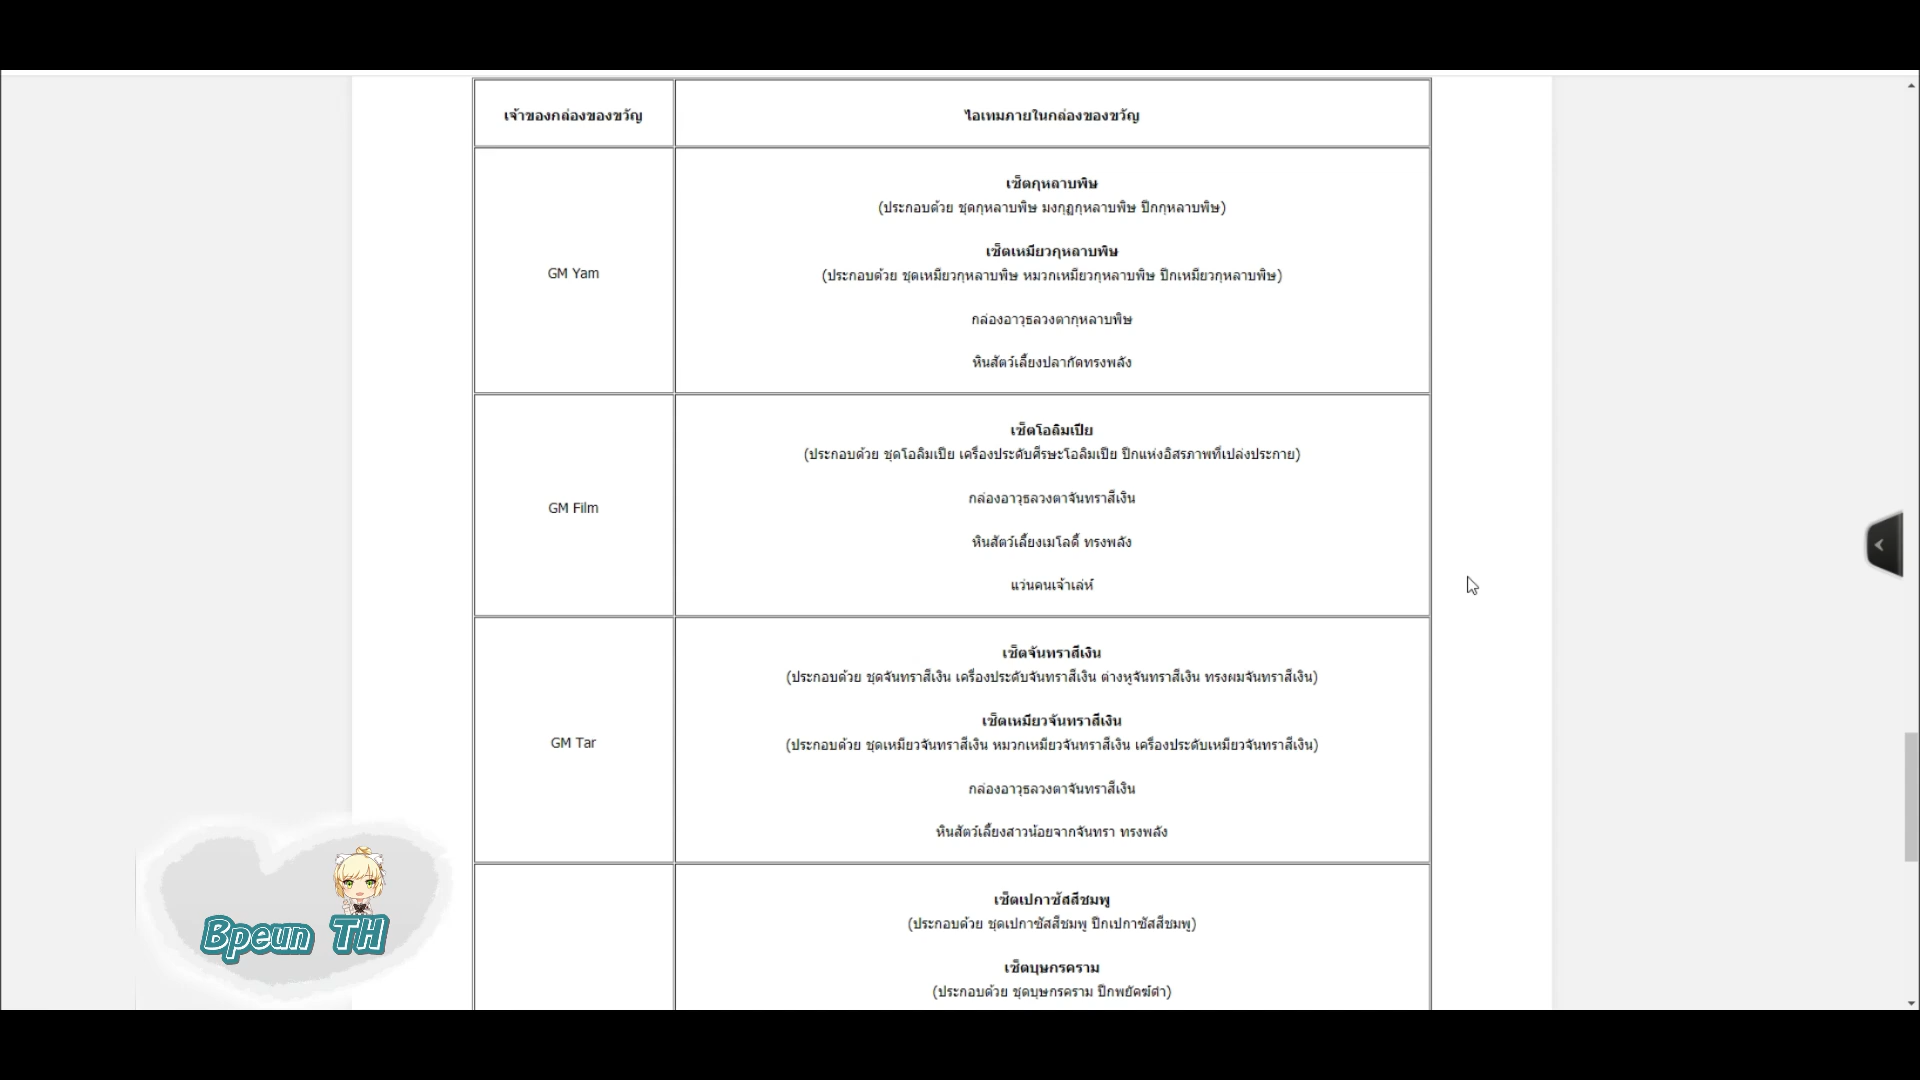 เจ้าของกล่องของขวัญ
ไอเทมภายในกล่องของขวัญ
GM Yam
เซ็ตกุหลาบพิษ
(ประกอบด้วย ชุดกุหลาบพิษ มงกุฎกุหลาบพิษ ปีกกุหลาบพิษ)
เซ็ตเหมียวกุหลาบพิษ
(ประกอบด้วย ชุดเหมียวกุหลาบพิษ หมวกเหมียวกุหลาบพิษ ปีกเหมียวกุหลาบพิษ)
กล่องอาวุธลวงตากุหลาบพิษ
หินสัตว์เลี้ยงปลากัดทรงพลัง
GM Film
เซ็ตโอลิมเปีย
(ประกอบด้วย ชุดโอลิมเปีย เครื่องประดับศีรษะโอลิมเปีย ปีกแห่งอิสรภาพที่เปล่งประกาย)
กล่องอาวุธลวงตาจันทราสีเงิน
หินสัตว์เลี้ยงเมโลดี้ ทรงพลัง
แว่นคนเจ้าเล่ห์
GM Tar
เซ็ตจันทราสีเงิน
(ประกอบด้วย ชุดจันทราสีเงิน เครื่องประดับจันทราสีเงิน ต่างหูจันทราสีเงิน ทรงผมจันทราสีเงิน)
เซ็ตเหมียวจันทราสีเงิน
(ประกอบด้วย ชุดเหมียวจันทราสีเงิน หมวกเหมียวจันทราสีเงิน เครื่องประดับเหมียวจันทราสีเงิน)
กล่องอาวุธลวงตาจันทราสีเงิน
หินสัตว์เลี้ยงสาวน้อยจากจันทรา ทรงพลัง
เซ็ตเปกาซัสสีชมพู
(ประกอบด้วย ชุดเปกาซัสสีชมพู ปีกเปกาซัสสีชมพู)
เซ็ตบุษกรคราม
(ประกอบด้วย ชุดบุษกรคราม ปีกพยัคฆ์ดำ)
Bpeun TH